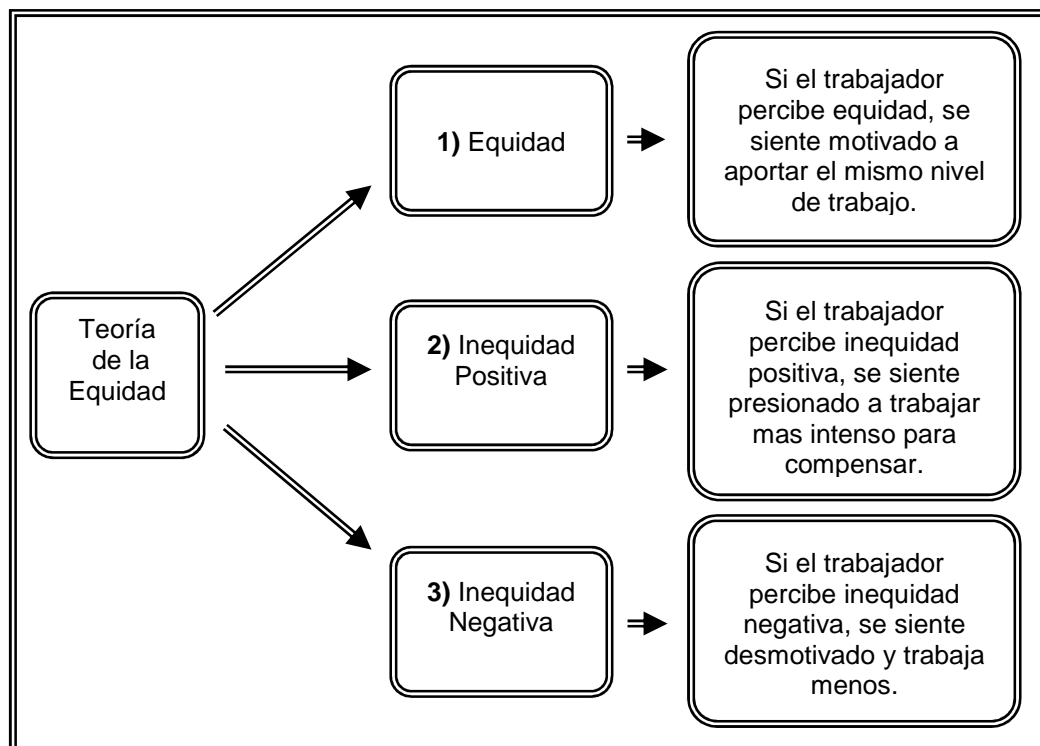 Teoría
de la
Equidad
1) Equidad
Si el trabajador
percibe equidad, se
siente motivado a
aportar el mismo nivel
de trabajo.
2) Inequidad
Positiva
Si el trabajador
percibe inequidad
positiva, se siente
presionado a trabajar
mas intenso para
compensar.
3) Inequidad
Negativa
Si el trabajador
percibe inequidad
negativa, se siente
desmotivado y trabaja
menos.